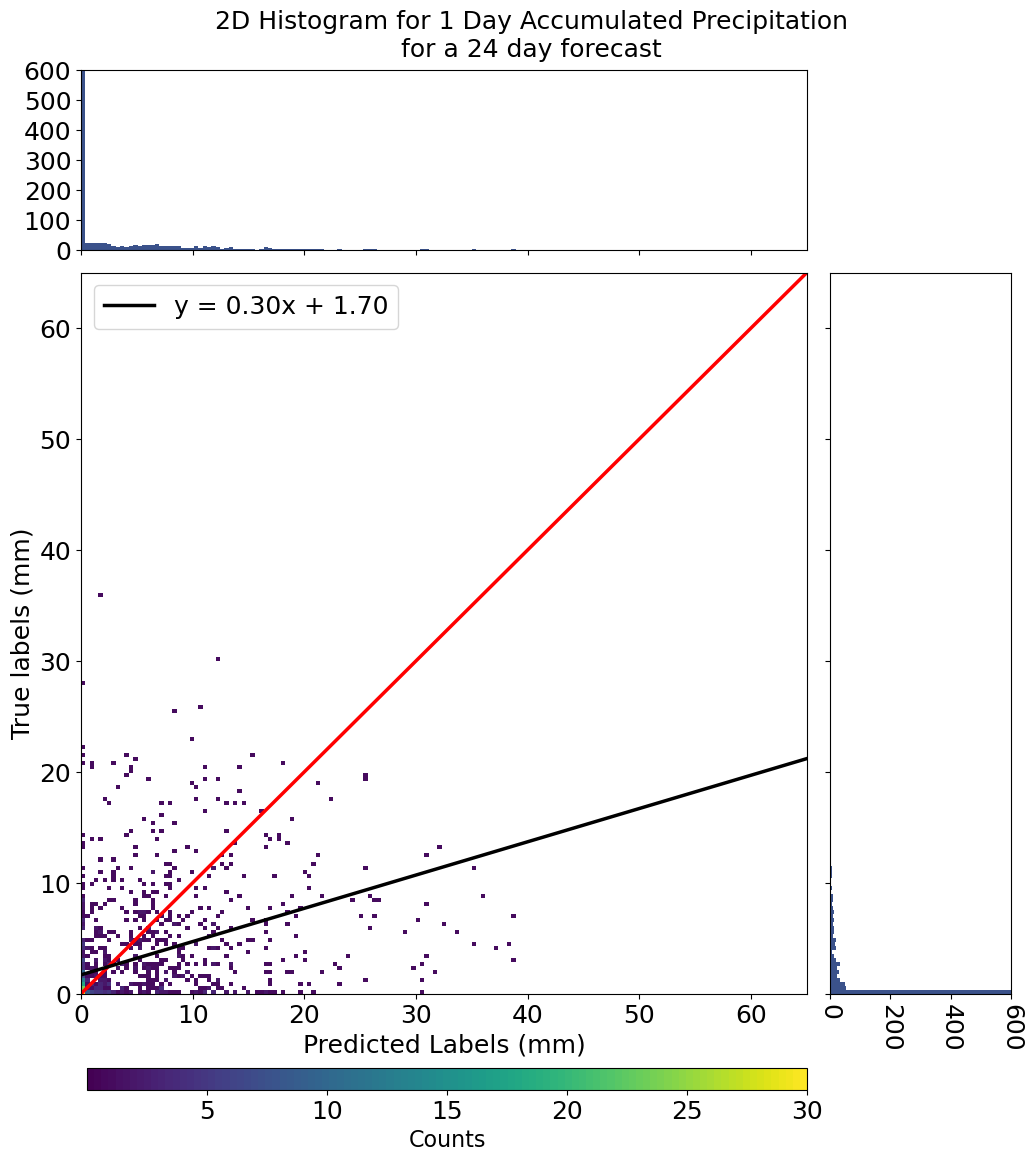 2D Histogram for 1 Day Accumulated Precipitation
for a 24 day forecast
600
500
400
300
200
100
0
y = 0.30x + 1.70
60
50
40
30
20
10
0
True labels (mm)
0 10 20 30 40 50 60
Predicted Labels (mm)
0 200 400 600
5 10 15 20 25 30
Counts